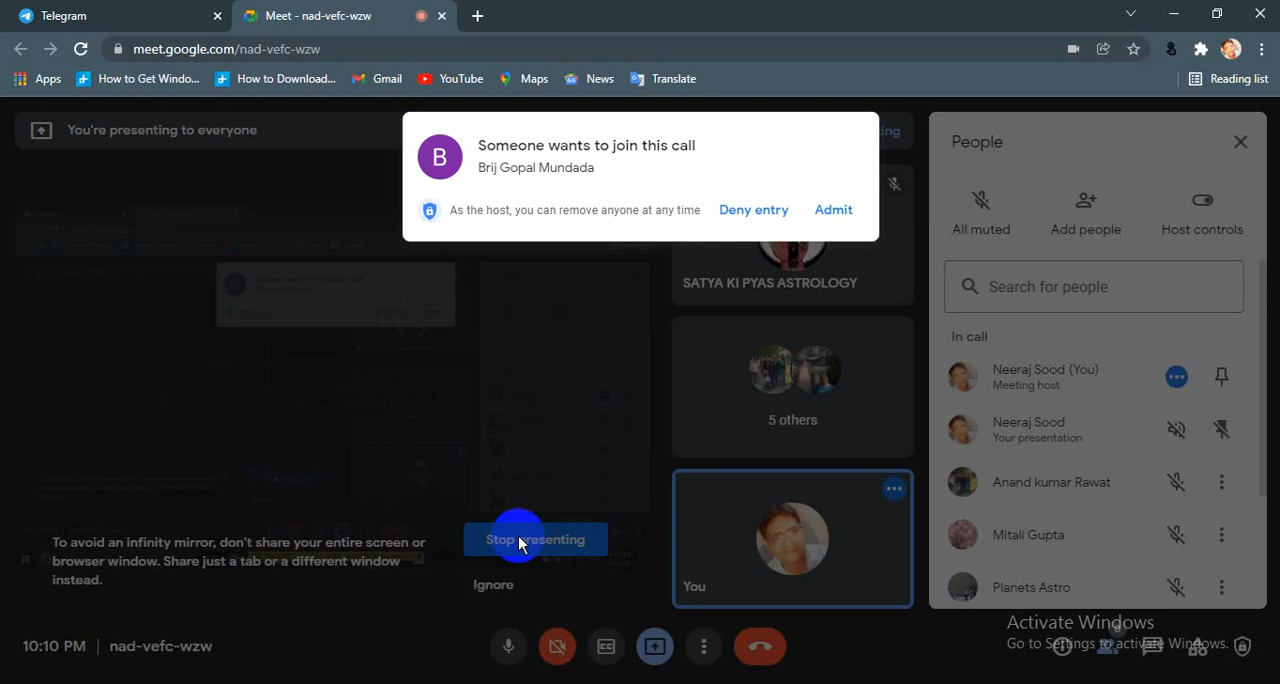 Telegram
Meet - nad-vefc-wzw
meet.google.com/nad-vefc-wzw
Apps
How to Get Windo...
How to Download...
Gmail
YouTube
Maps
News
Translate
Reading list
You're presenting to everyone
B
Someone wants to join this call
Brij Gopal Mundada
As the host, you can remove anyone at any time
Deny entry
Admit
SATYA KI PYAS ASTROLOGY
5 others
You
To avoid an infinity mirror, don't share your entire screen or
browser window. Share just a tab or a different window
instead.
Stop presenting
Ignore
People
All muted
Add people
Host controls
Search for people
In call
Neeraj Sood (You)
Meeting host
Neeraj Sood
Your presentation
Anand kumar Rawat
Mitali Gupta
Planets Astro
Activate Windows
Go to Settings to activate Windows.
10:10 PM | nad-vefc-wzw